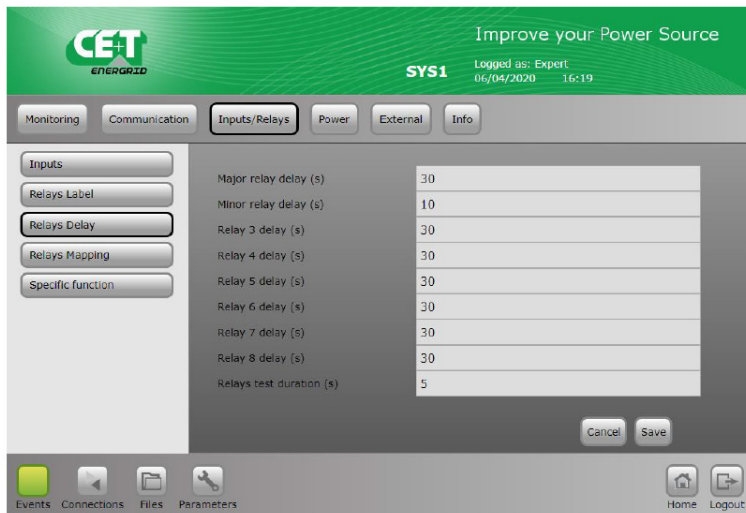 CE+T
ENERGRID
Improve your Power Source
SYS1
Logged as: Expert
06/04/2020 16:19
Monitoring
Communication
Inputs/Relays
Power
External
Info
Inputs
Relays Label
Relays Delay
Relays Mapping
Specific function
Major relay delay (s) 30
Minor relay delay (s) 10
Relay 3 delay (s) 30
Relay 4 delay (s) 30
Relay 5 delay (s) 30
Relay 6 delay (s) 30
Relay 7 delay (s) 30
Relay 8 delay (s) 30
Relays test duration (s) 5
Cancel
Save
Events
Connections
Files
Parameters
Home
Logout